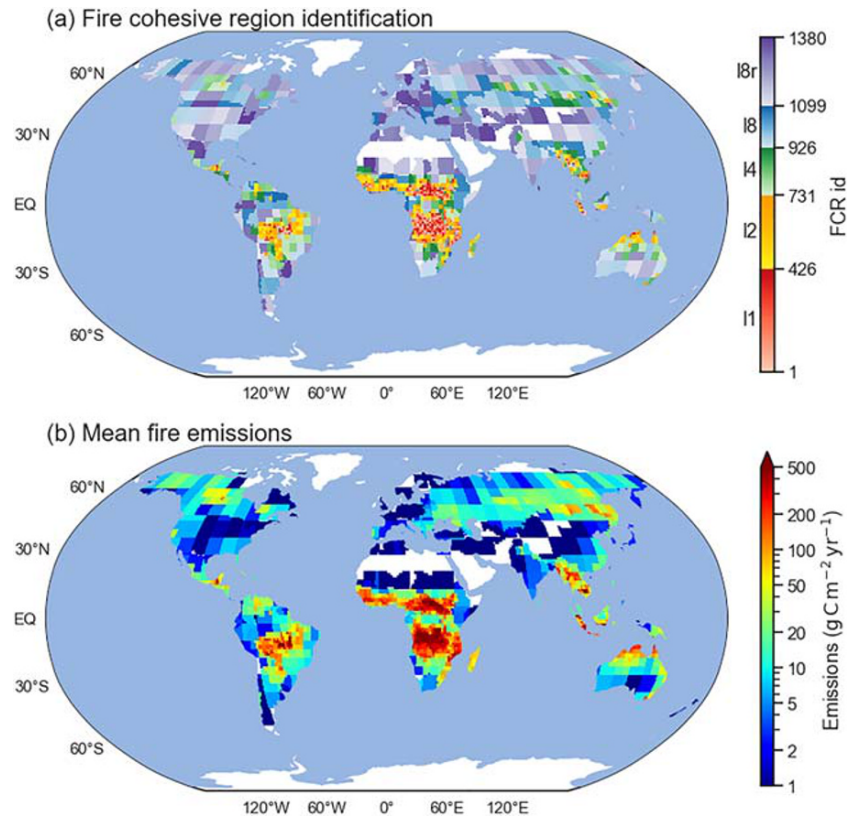 (a) Fire cohesive region identification
60°N
30°N
EQ
30°S
60°S
120°W 60°W 0° 60°E 120°E
l8r
l8
l4
l2
l1
1380
1099
926
731
426
1
FCR id
(b) Mean fire emissions
60°N
30°N
EQ
30°S
60°S
120°W 60°W 0° 60°E 120°E
500
200
100
50
20
10
5
2
1
Emissions (g C m⁻² yr⁻¹)